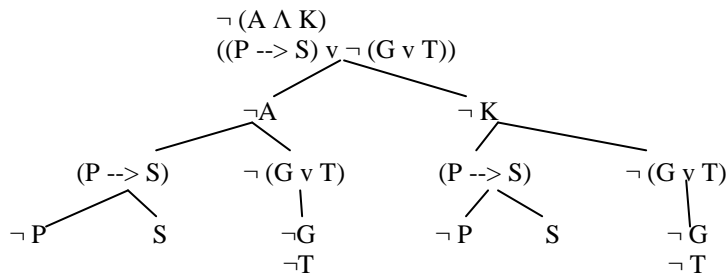 ¬ (A Λ K)
((P --> S) v ¬ (G v T))
¬A ¬ K
(P --> S) ¬ (G v T) (P --> S) ¬ (G v T)
¬ P S ¬G ¬ P S ¬ G
¬T ¬ T